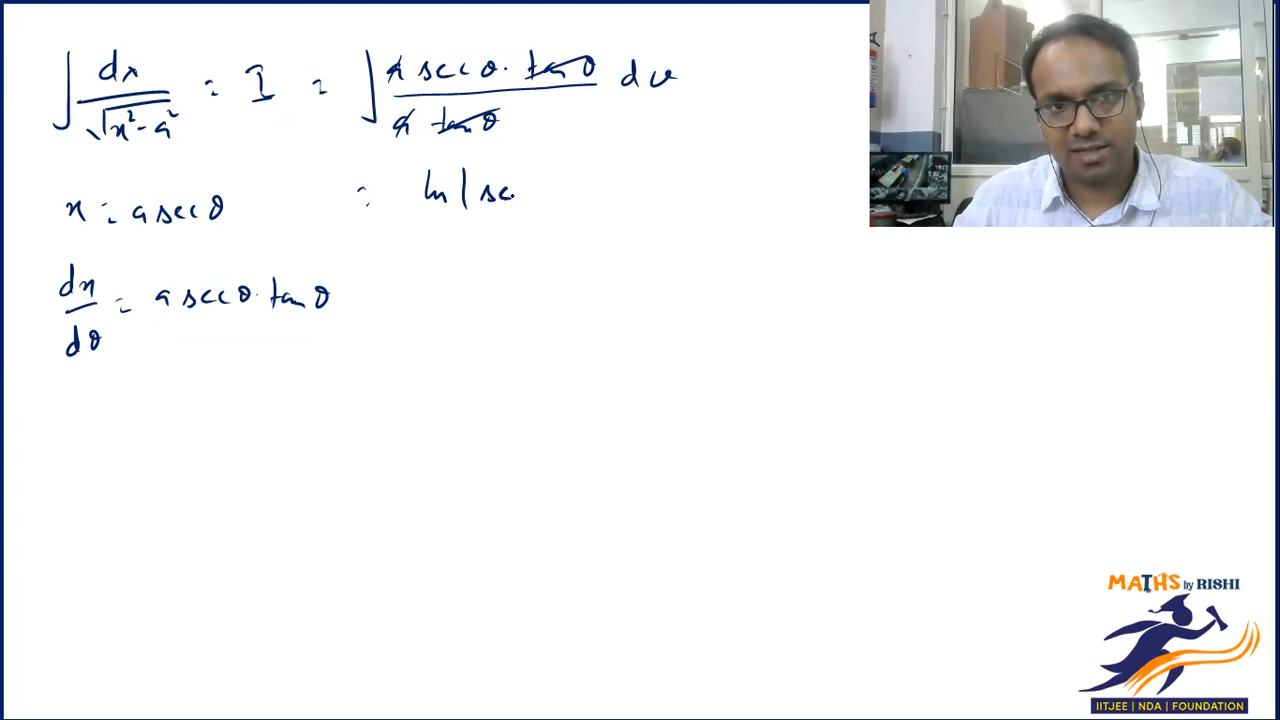 ∫ dx / √(x² - a²) = I = ∫ a secθ · tanθ / a tanθ dθ
x = a secθ
= ln|sec
dx/dθ = a secθ · tanθ
MATHS by RISHI
IITJEE | NDA | FOUNDATION